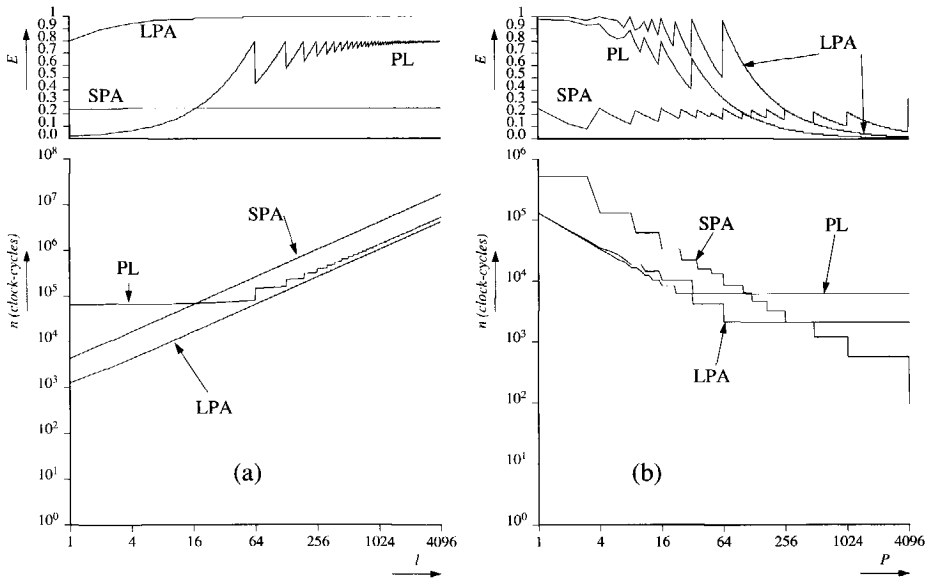 1
0.9
0.8
0.7
0.6
0.5
0.4
0.3
0.2
0.1
0.0
E
LPA
PL
SPA
10^8
10^7
10^6
10^5
10^4
10^3
10^2
10^1
10^0
n (clock-cycles)
SPA
PL
LPA
(a)
1 4 16 64 256 1024 4096
l
1
0.9
0.8
0.7
0.6
0.5
0.4
0.3
0.2
0.1
0.0
E
LPA
PL
SPA
10^6
10^5
10^4
10^3
10^2
10^1
10^0
n (clock-cycles)
SPA
PL
LPA
(b)
1 4 16 64 256 1024 4096
P